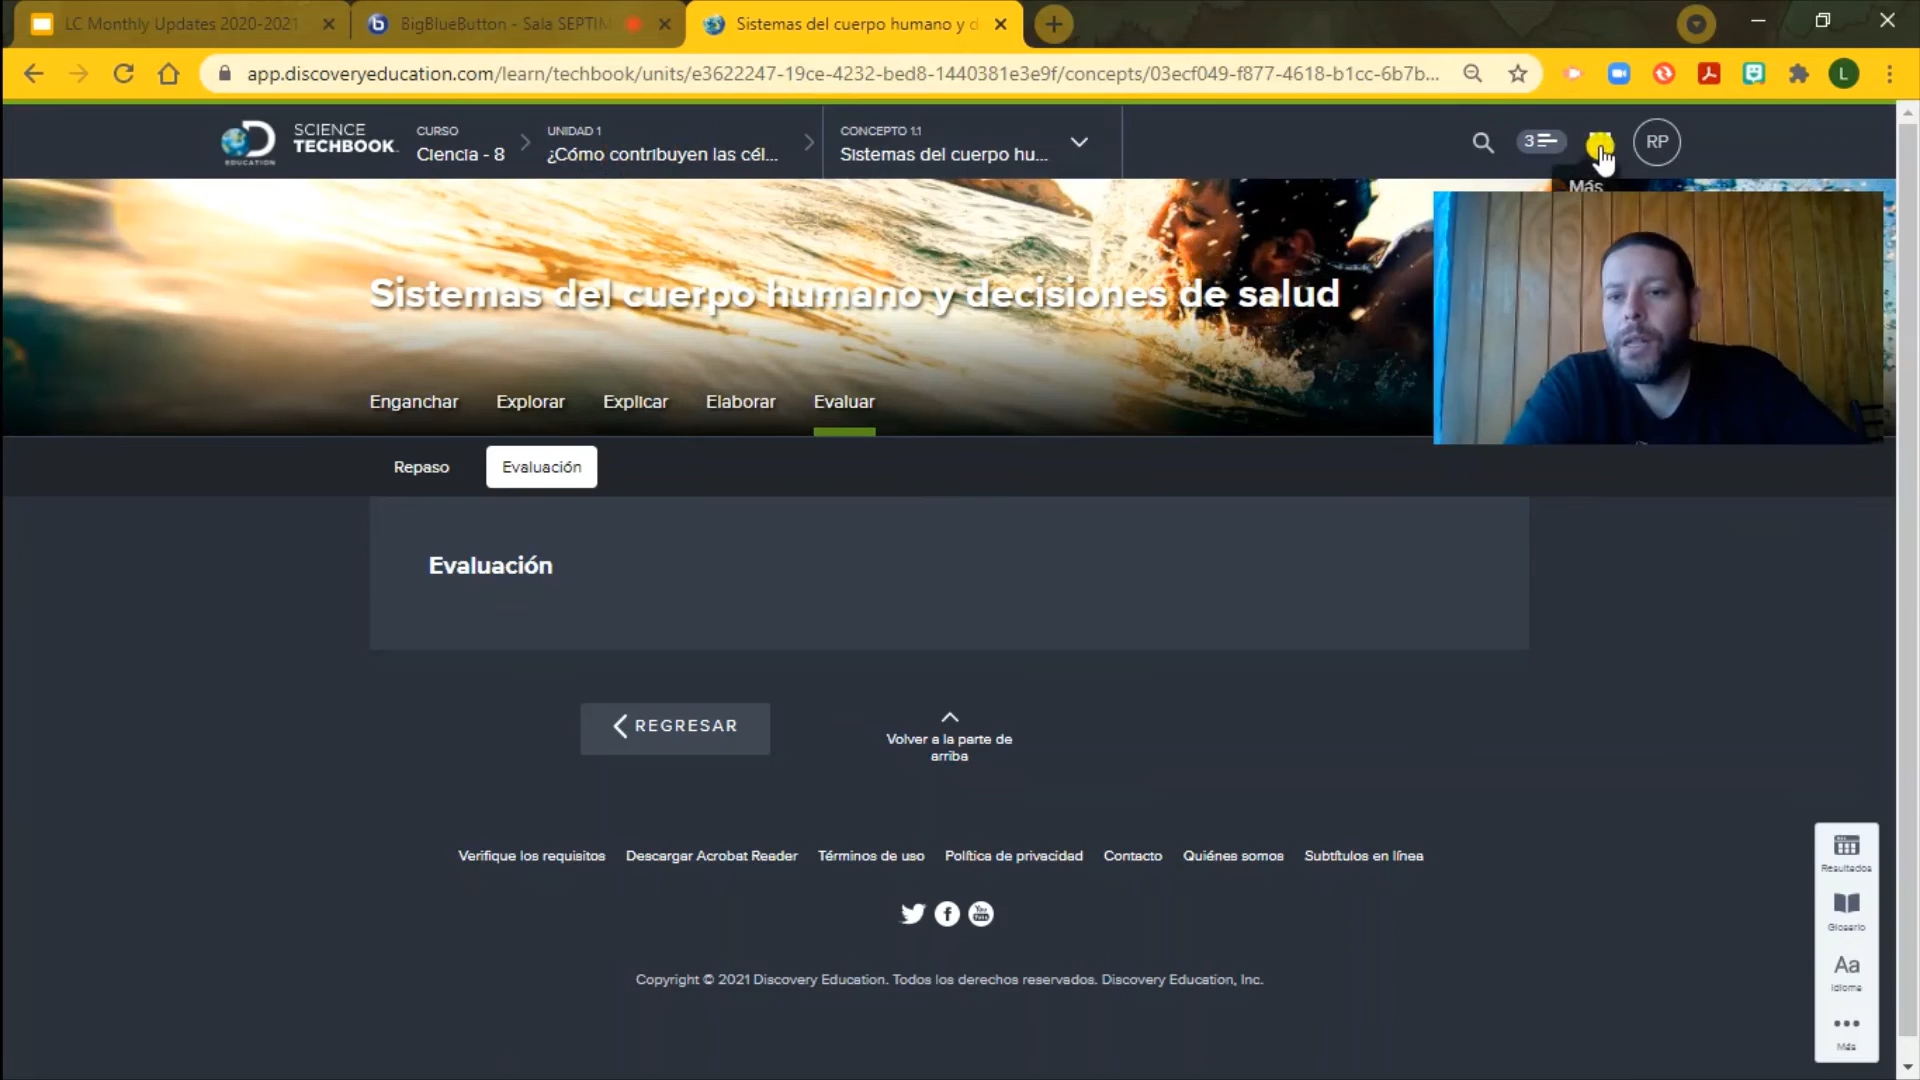 LC Monthly Updates 2020-2021
BigBlueButton - Sala SEPTIM
Sistemas del cuerpo humano y d
app.discoveryeducation.com/learn/techbook/units/e3622247-19ce-4232-bed8-1440381e3e9f/concepts/03ecf049-f877-4618-b1cc-6b7b...
L
EDUCATION
SCIENCE
TECHBOOK
CURSO
Ciencia - 8
UNIDAD 1
¿Cómo contribuyen las cél...
CONCEPTO 1.1
Sistemas del cuerpo hu...
3
RP
Más
Sistemas del cuerpo humano y decisiones de salud
Enganchar
Explorar
Explicar
Elaborar
Evaluar
Repaso
Evaluación
Evaluación
REGRESAR
Volver a la parte de
arriba
Verifique los requisitos
Descargar Acrobat Reader
Términos de uso
Política de privacidad
Contacto
Quiénes somos
Subtítulos en línea
You
Tube
Copyright © 2021 Discovery Education. Todos los derechos reservados. Discovery Education, Inc.
Resultados
Glosario
Aa
Idioma
Más